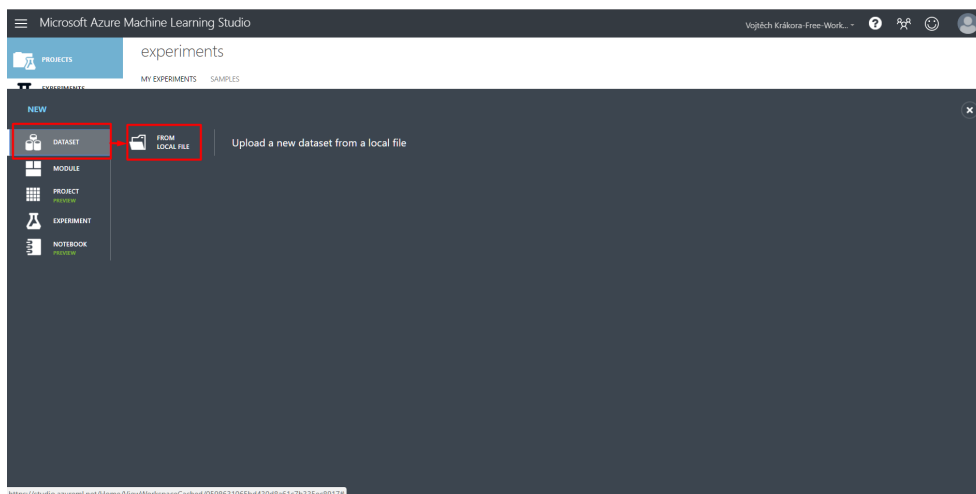 Microsoft Azure Machine Learning Studio
Vojtěch Krákora-Free-Work...
?
PROJECTS
experiments
MY EXPERIMENTS
SAMPLES
EXPERIMENTS
NEW
DATASET
FROM
LOCAL FILE
Upload a new dataset from a local file
MODULE
PROJECT
PREVIEW
EXPERIMENT
NOTEBOOK
PREVIEW